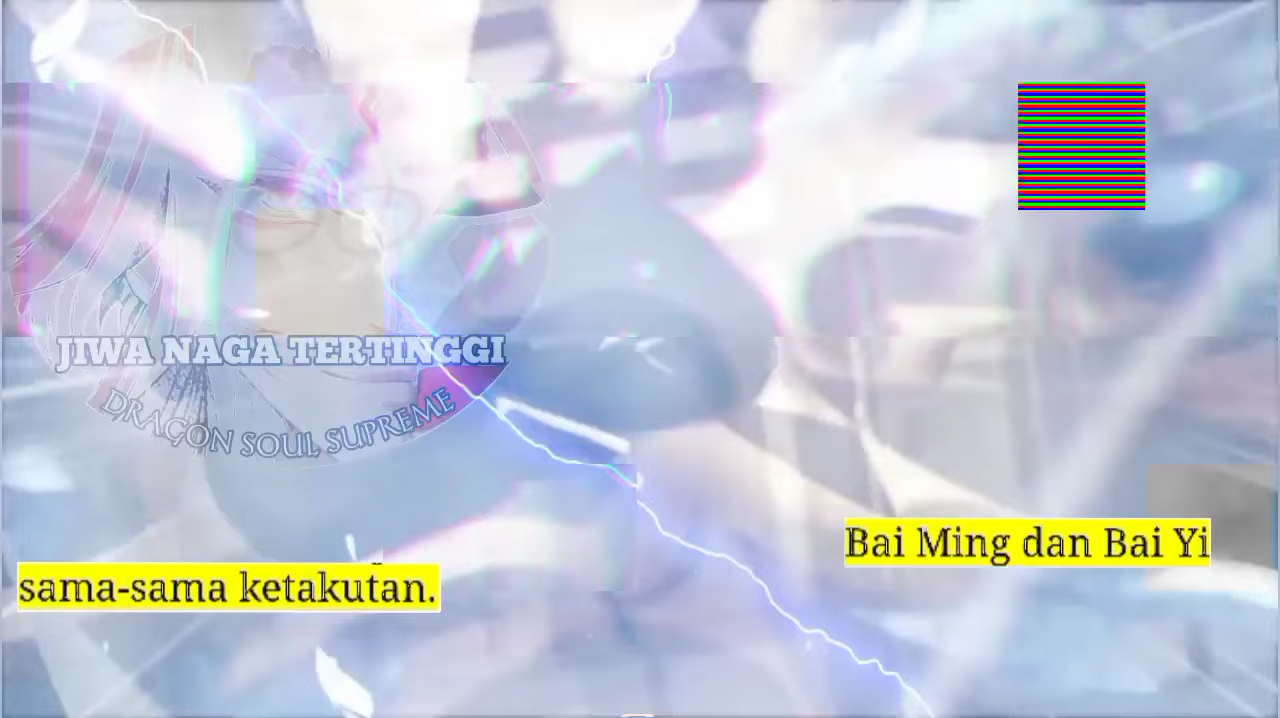 JIWA NAGA TERTINGGI
DRAGON SOUL SUPREME
Bai Ming dan Bai Yi
sama-sama ketakutan.